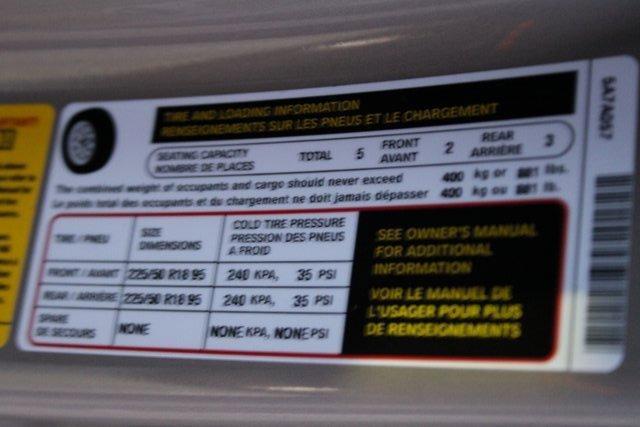 TIRE AND LOADING INFORMATION
RENSEIGNEMENTS SUR LES PNEUS ET LE CHARGEMENT
SEATING CAPACITY
NOMBRE DE PLACES
TOTAL 5
FRONT
AVANT
2
REAR
ARRIÈRE
3
The combined weight of occupants and cargo should never exceed 400 kg or 881 lbs.
Le poids total des occupants et du chargement ne doit jamais dépasser 400 kg ou 881 lb.
TIRE / PNEU
SIZE
DIMENSIONS
COLD TIRE PRESSURE
PRESSION DES PNEUS
A FROID
FRONT / AVANT 225/50 R18 95 240 KPA, 35 PSI
REAR / ARRIÈRE 225/50 R18 95 240 KPA, 35 PSI
SPARE
DE SECOURS
NONE
NONE KPA, NONE PSI
SEE OWNER'S MANUAL
FOR ADDITIONAL
INFORMATION
VOIR LE MANUEL DE
L'USAGER POUR PLUS
DE RENSEIGNEMENTS